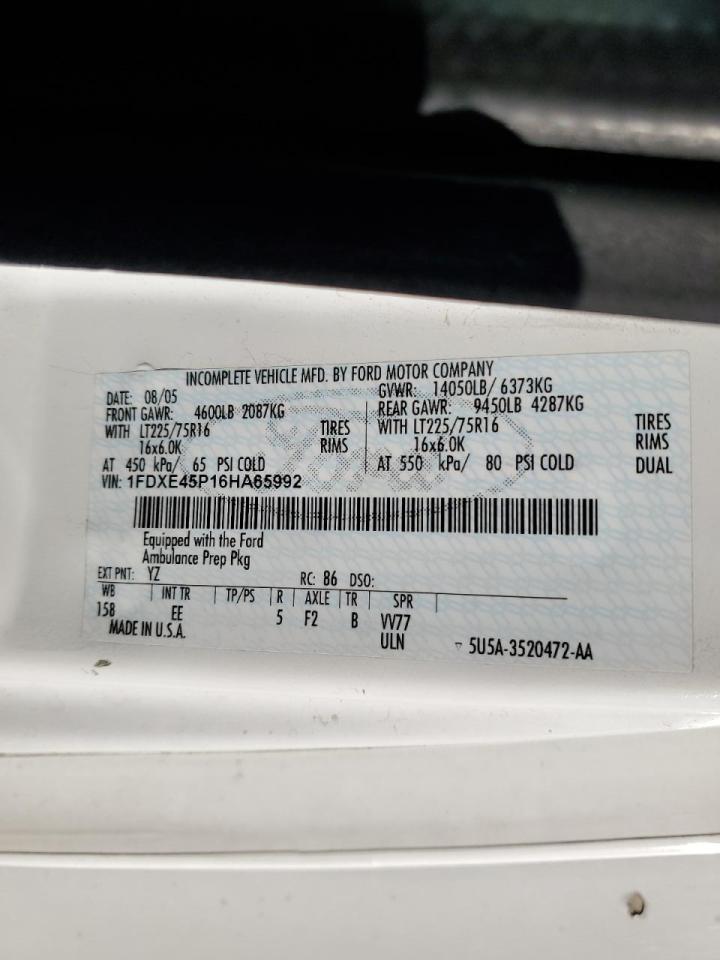 INCOMPLETE VEHICLE MFD. BY FORD MOTOR COMPANY
DATE: 08/05 GVWR: 14050LB/ 6373KG
FRONT GAWR: 4600LB 2087KG REAR GAWR: 9450LB 4287KG
WITH LT225/75R16 TIRES WITH LT225/75R16 TIRES
16x6.0K RIMS 16x6.0K RIMS
AT 450 kPa/ 65 PSI COLD AT 550 kPa/ 80 PSI COLD DUAL
VIN: 1FDXE45P16HA65992
Equipped with the Ford
Ambulance Prep Pkg
EXT PNT: YZ RC: 86 DSO:
WB INT TR TP/PS R AXLE TR SPR
158 EE 5 F2 B VV77
MADE IN U.S.A. ULN
5U5A-3520472-AA